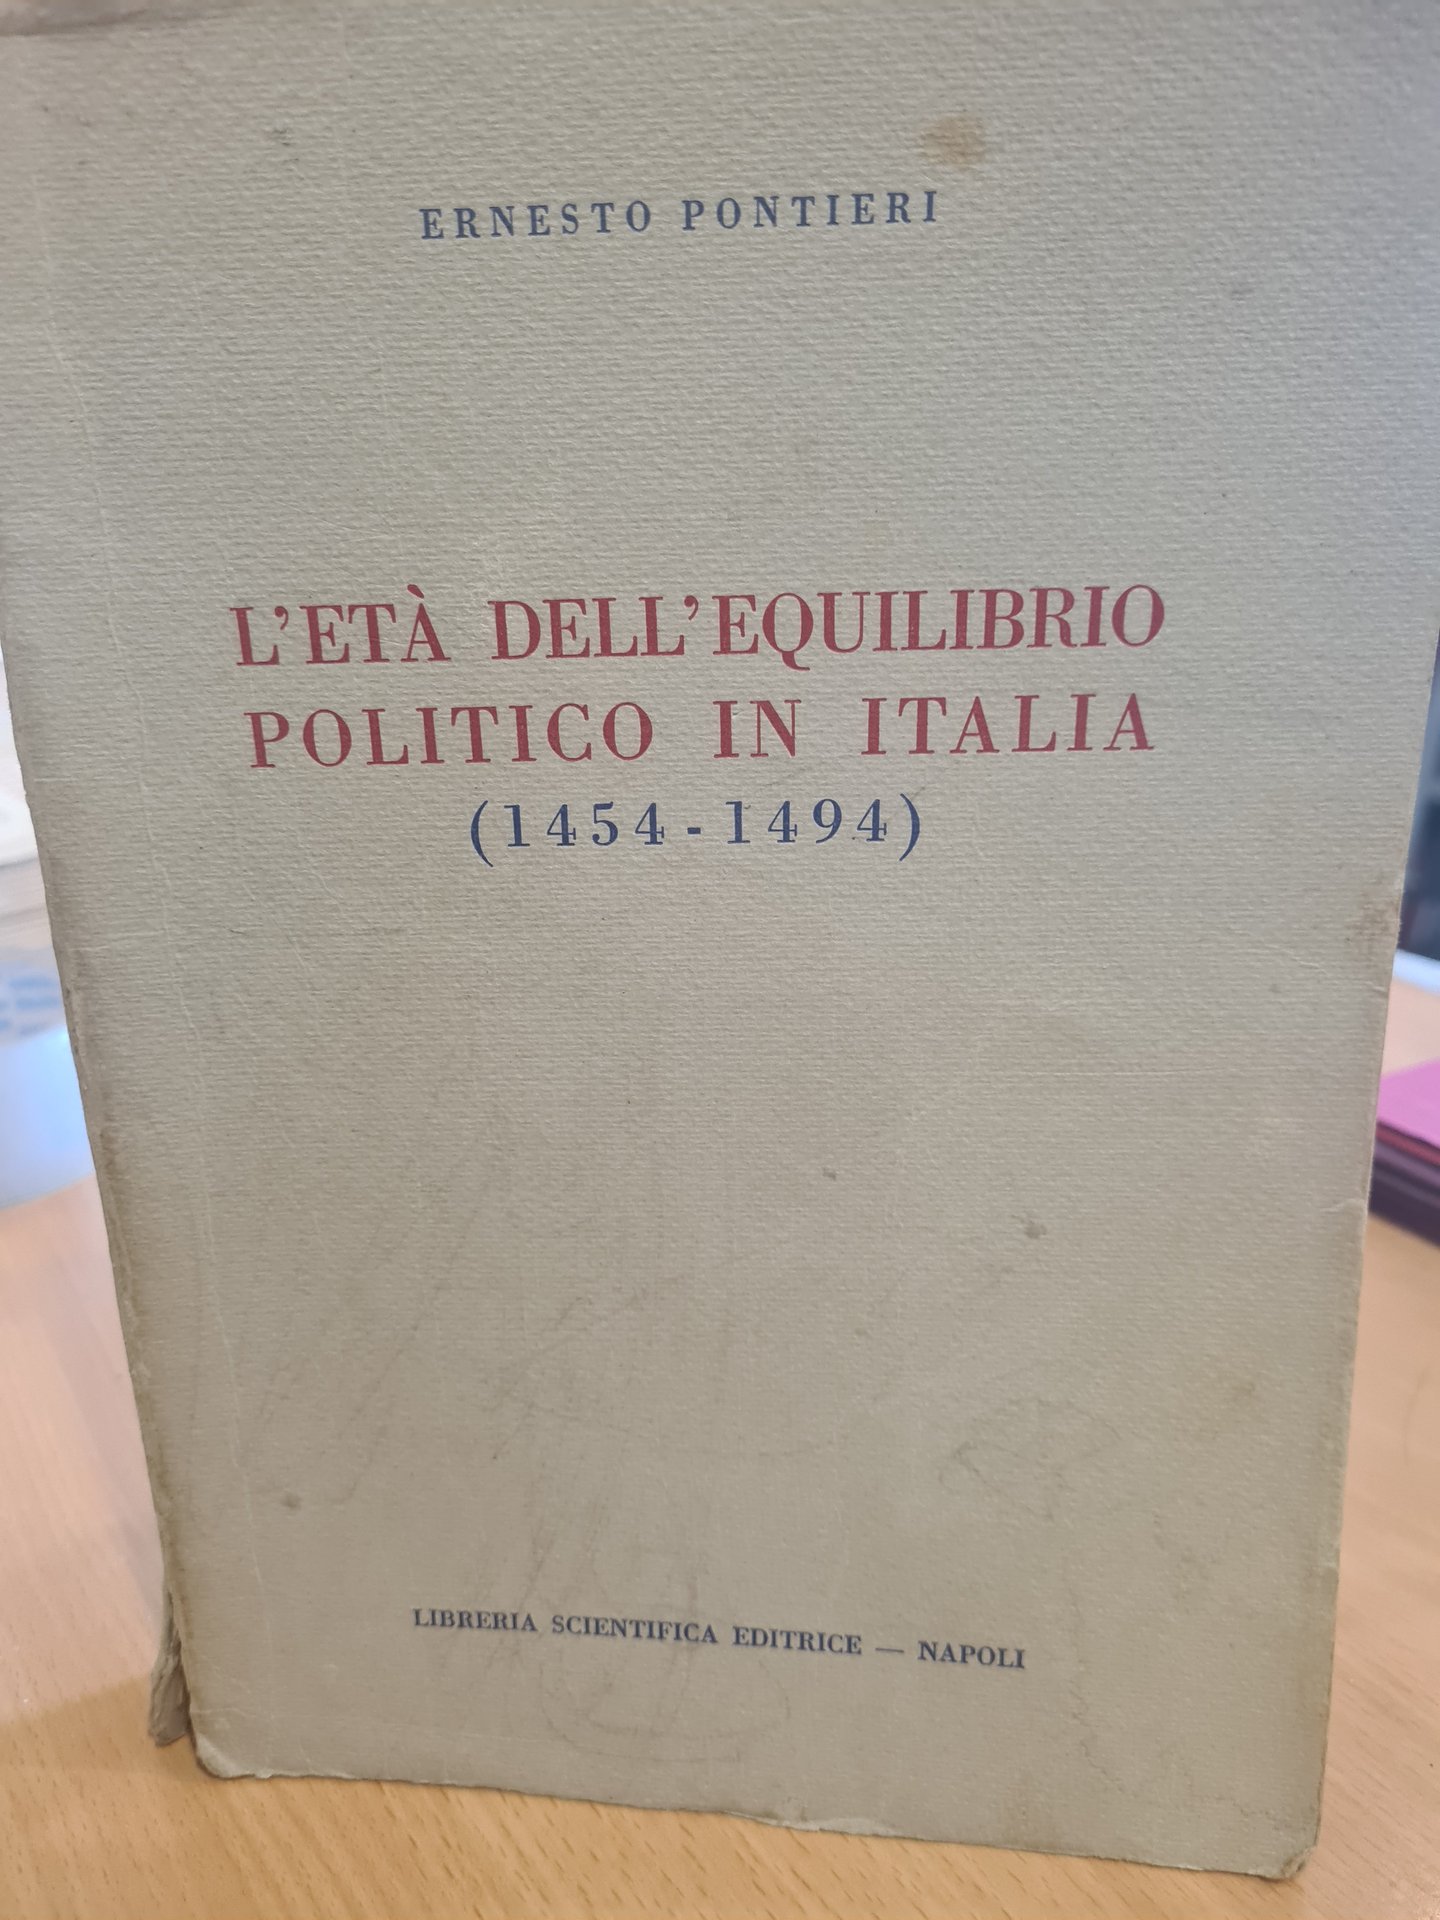 ERNESTO PONTIERI
L'ETÀ DELL'EQUILIBRIO
POLITICO IN ITALIA
(1454-1494)
LIBRERIA SCIENTIFICA EDITRICE — NAPOLI